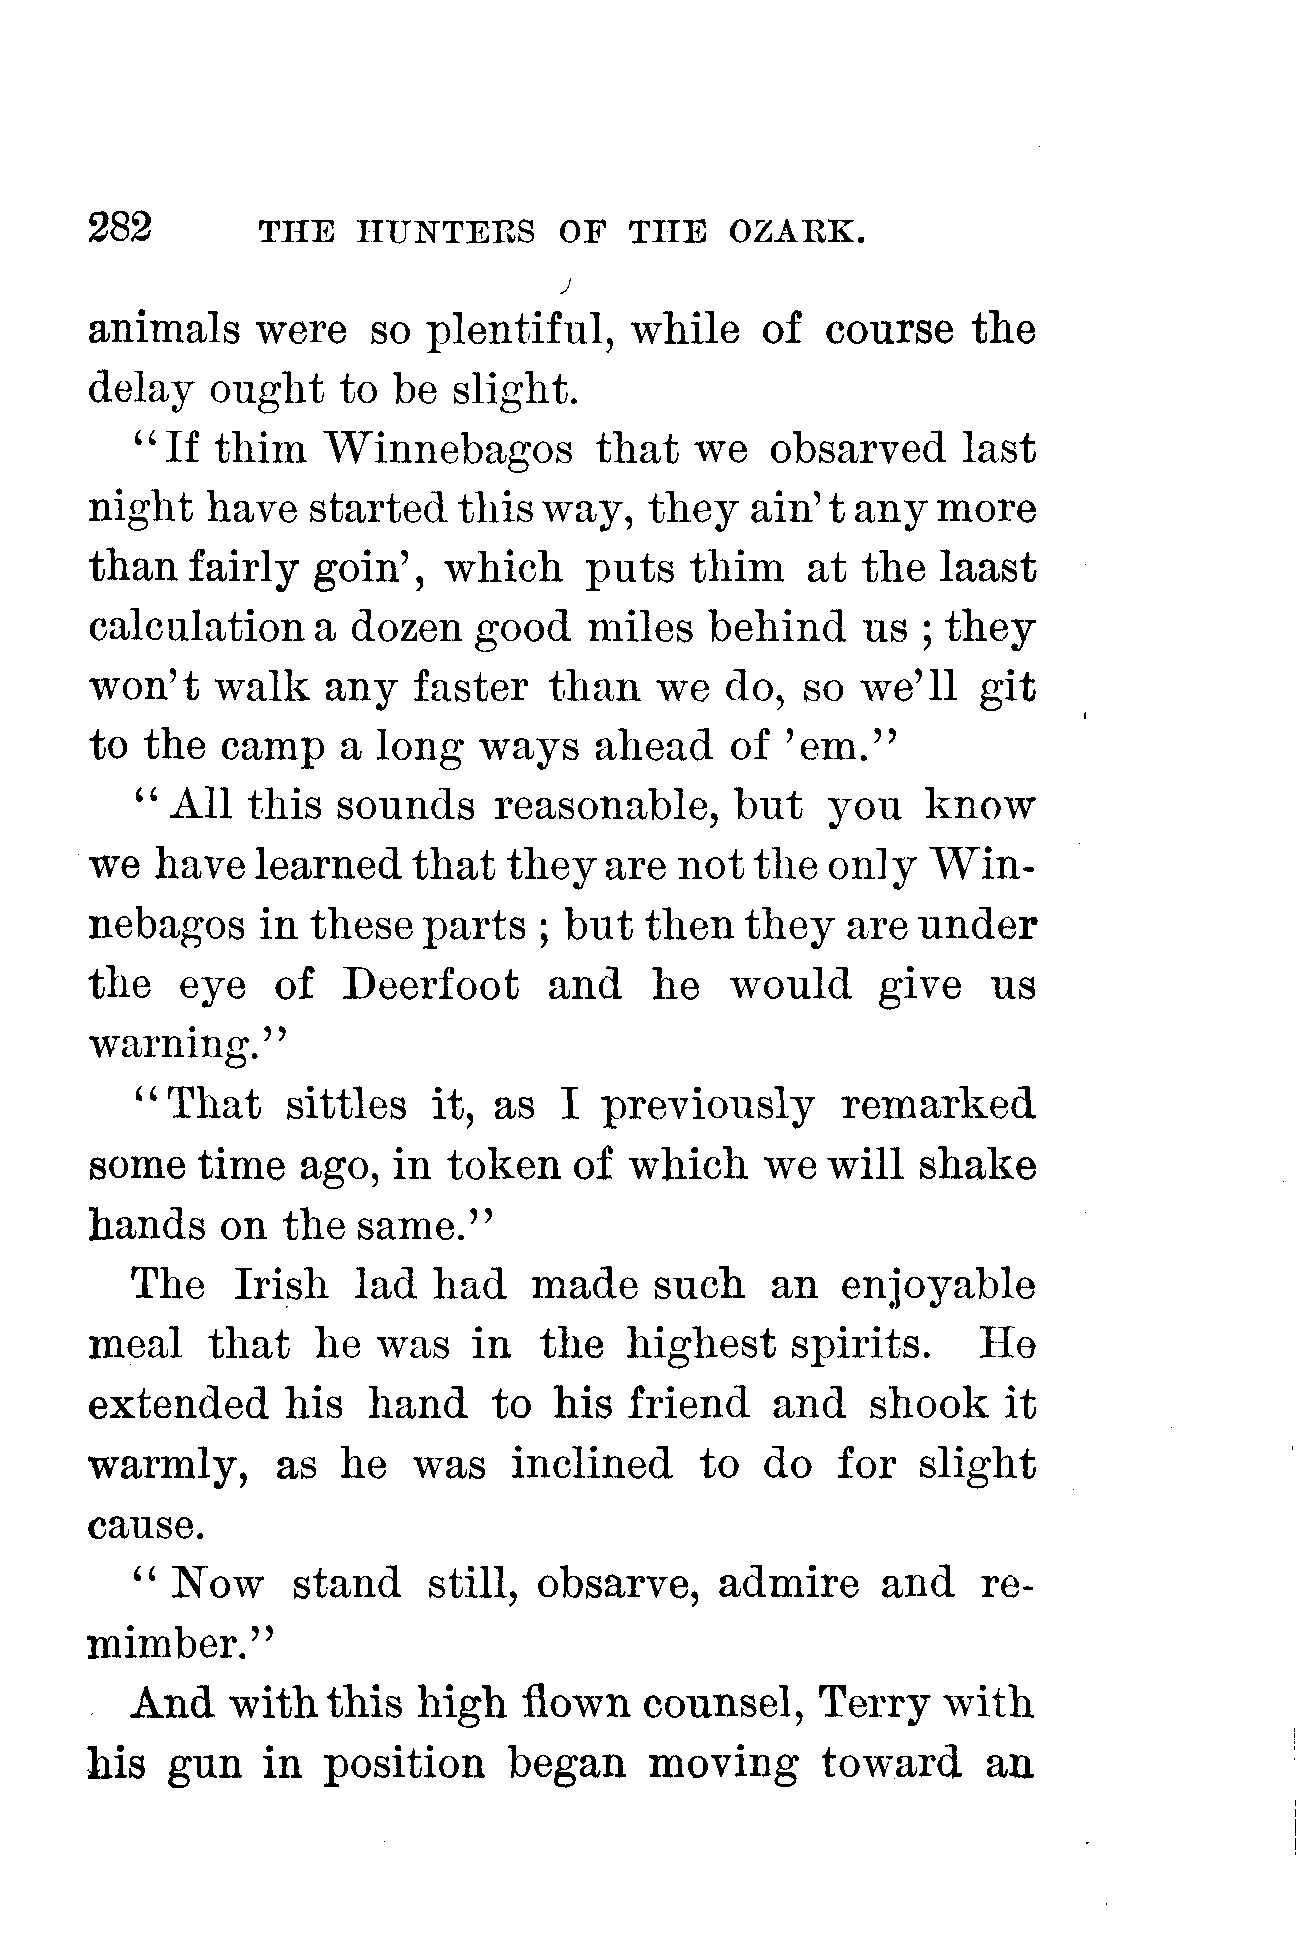 282 THE HUNTERS OF THE OZARK.
animals were so plentiful, while of course the
delay ought to be slight.
“If thim Winnebagos that we obsarved last
night have started this way, they ain’t any more
than fairly goin’, which puts thim at the laast
calculation a dozen good miles behind us ; they
won’t walk any faster than we do, so we’ll git
to the camp a long ways ahead of ’em.”
“All this sounds reasonable, but you know
we have learned that they are not the only Win-
nebagos in these parts ; but then they are under
the eye of Deerfoot and he would give us
warning.”
“That sittles it, as I previously remarked
some time ago, in token of which we will shake
hands on the same.”
The Irish lad had made such an enjoyable
meal that he was in the highest spirits. He
extended his hand to his friend and shook it
warmly, as he was inclined to do for slight
cause.
“Now stand still, obsarve, admire and re-
mimber.”
And with this high flown counsel, Terry with
his gun in position began moving toward an